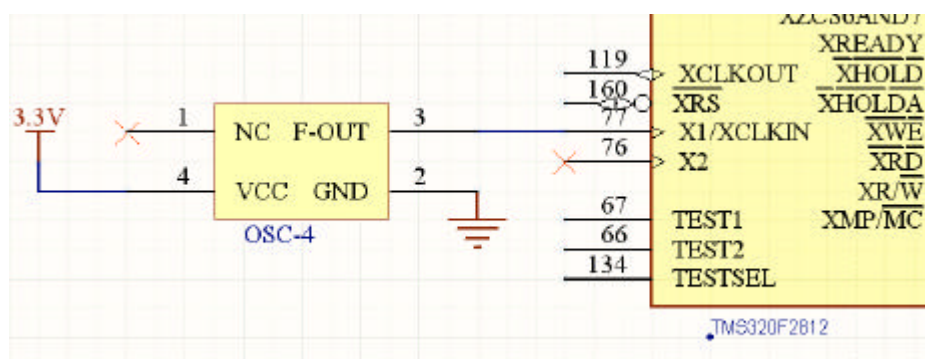 XZCS6AND7
XREADY
119 XCLKOUT XHOLD
160 XRS XHOLDA
3.3V 1 NC F-OUT 3 77 X1/XCLKIN XWE
76 X2 XRD
4 VCC GND 2 XR/W
67 TEST1 XMP/MC
OSC-4 66 TEST2
134 TESTSEL
TMS320F2812